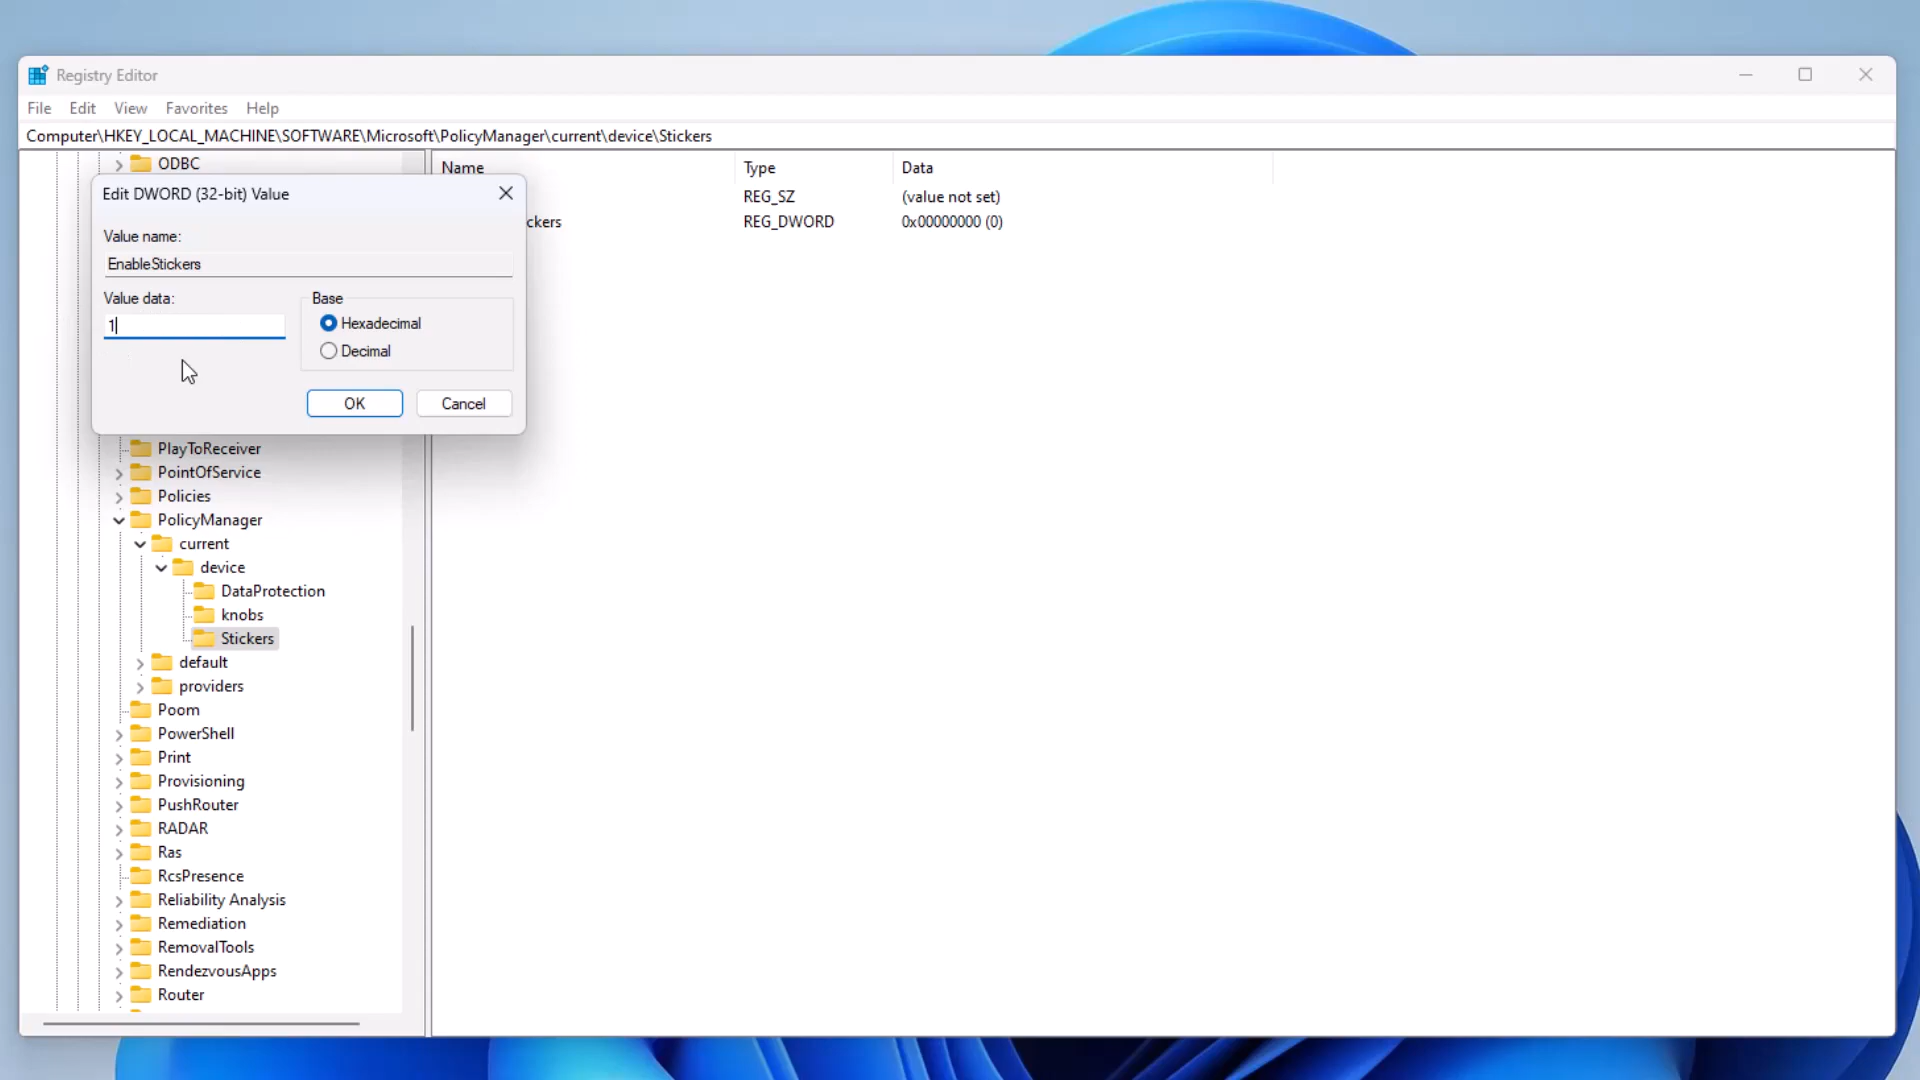 Registry Editor
File Edit View Favorites Help
Computer\HKEY_LOCAL_MACHINE\SOFTWARE\Microsoft\PolicyManager\current\device\Stickers
ODBC
Name Type Data
REG_SZ (value not set)
ckers REG_DWORD 0x00000000 (0)
Edit DWORD (32-bit) Value
Value name:
EnableStickers
Value data:
1
Base
Hexadecimal
Decimal
OK Cancel
PlayToReceiver
PointOfService
Policies
PolicyManager
current
device
DataProtection
knobs
Stickers
default
providers
Poom
PowerShell
Print
Provisioning
PushRouter
RADAR
Ras
RcsPresence
Reliability Analysis
Remediation
RemovalTools
RendezvousApps
Router